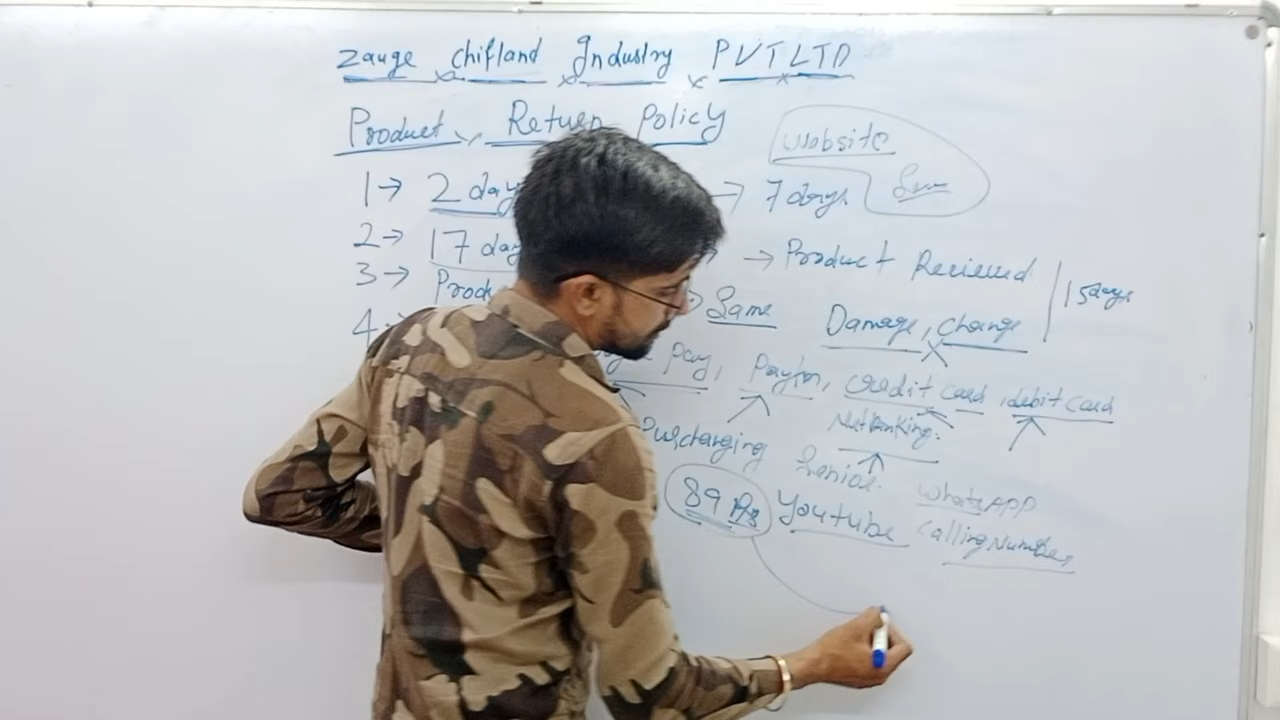 Zauge Chifland Industry PVT LTD
Product Return Policy
Website
1→ 2 day → 7 days. Same
2→ 17 day → Product Recieved
15days
3→ Prod → Same Damage, Change
4→
Pay, Paytm, Credit Card, debit Card
NetBanking.
Purchanging
89 Rs Youtube WhatsAPP
Calling Number